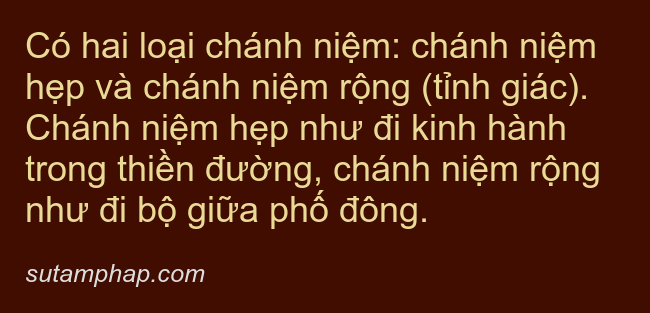 Có hai loại chánh niệm: chánh niệm
hẹp và chánh niệm rộng (tỉnh giác).
Chánh niệm hẹp như đi kinh hành
trong thiền đường, chánh niệm rộng
như đi bộ giữa phố đông.
sutamphap.com